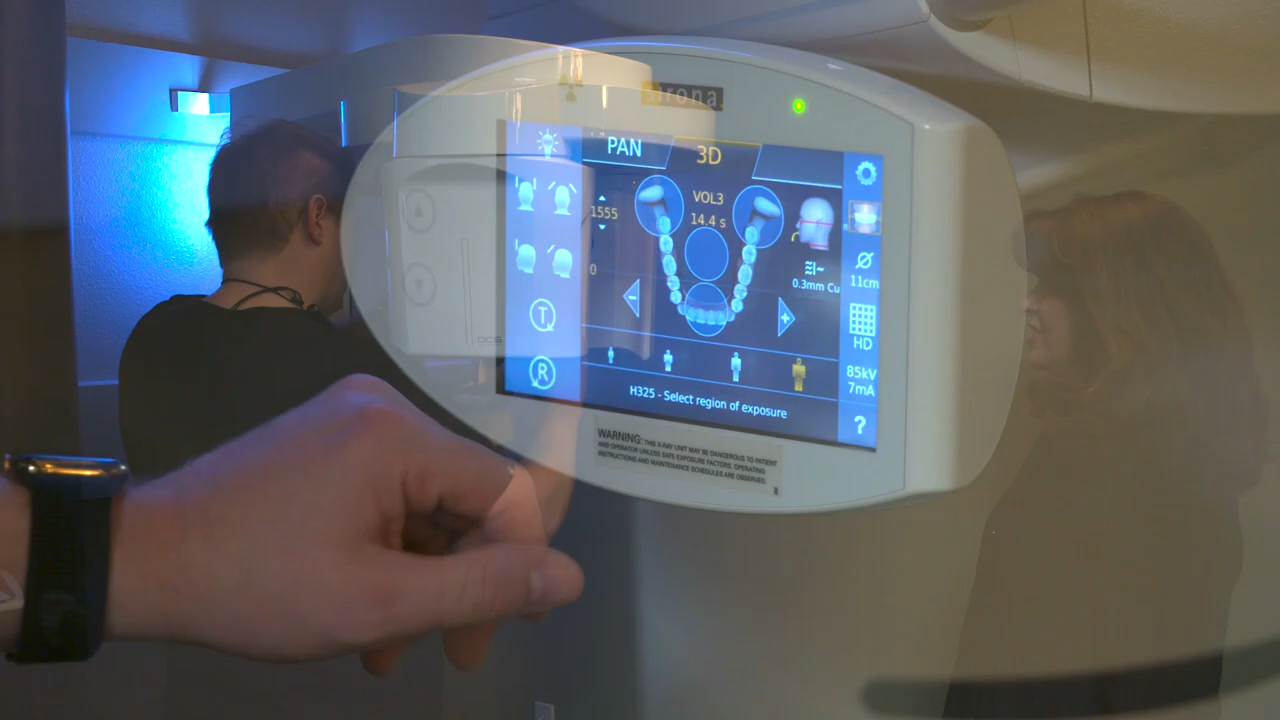 sirona
PAN
3D
1555
VOL3
14.4 s
0
0.3mm Cu
11cm
HD
85kV
7mA
T
R
?
H325 - Select region of exposure
WARNING: THIS X-RAY UNIT MAY BE DANGEROUS TO PATIENT
AND OPERATOR UNLESS SAFE EXPOSURE FACTORS, OPERATING
INSTRUCTIONS AND MAINTENANCE SCHEDULES ARE OBSERVED.